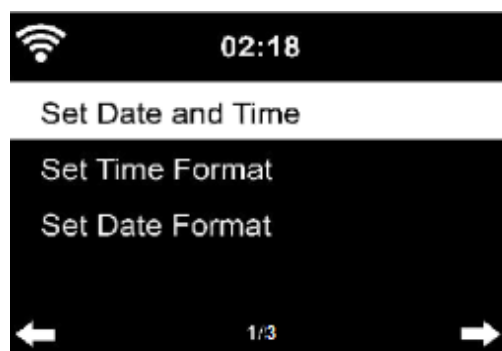 02:18
Set Date and Time
Set Time Format
Set Date Format
1/3